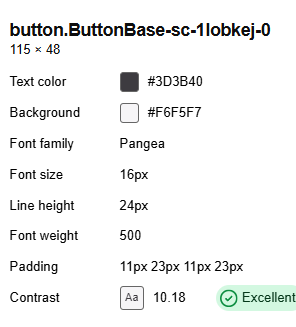 button.ButtonBase-sc-1lobkej-0
115 × 48
Text color #3D3B40
Background #F6F5F7
Font family Pangea
Font size 16px
Line height 24px
Font weight 500
Padding 11px 23px 11px 23px
Contrast Aa 10.18 Excellent